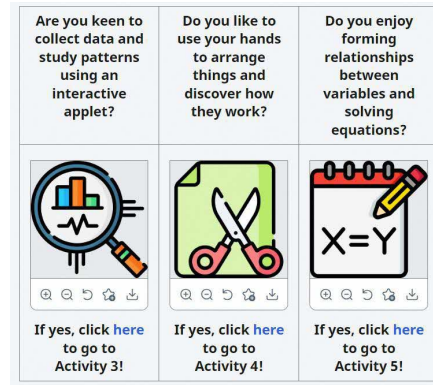 Are you keen to
collect data and
study patterns
using an
interactive
applet?
Do you like to
use your hands
to arrange
things and
discover how
they work?
Do you enjoy
forming
relationships
between
variables and
solving
equations?
X=Y
If yes, click here
to go to
Activity 3!
If yes, click here
to go to
Activity 4!
If yes, click here
to go to
Activity 5!